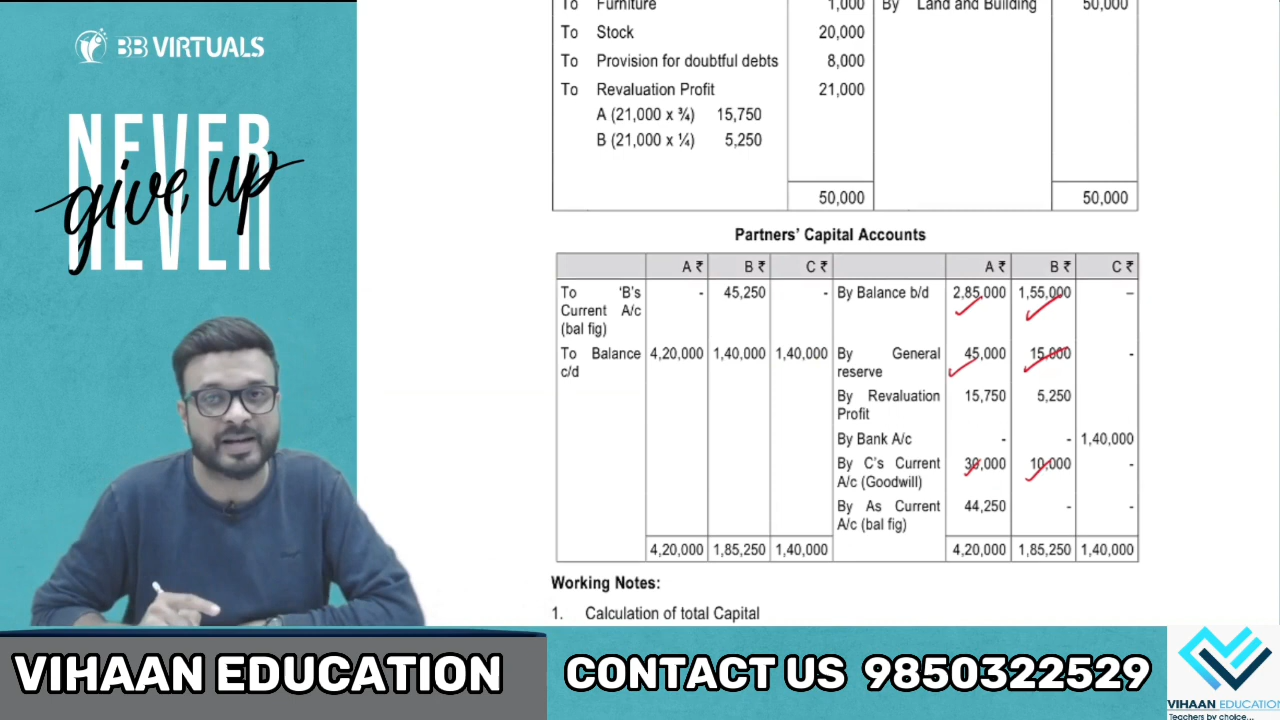 BB VIRTUALS
NEVER
give up
NEVER
To Furniture 1,000 By Land and Building 50,000
To Stock 20,000
To Provision for doubtful debts 8,000
To Revaluation Profit 21,000
A (21,000 x ¾) 15,750
B (21,000 x ¼) 5,250
50,000 50,000
Partners' Capital Accounts
A ₹ B ₹ C ₹ A ₹ B ₹ C ₹
To 'B's - 45,250 - By Balance b/d 2,85,000 1,55,000 –
Current A/c
(bal fig)
To Balance 4,20,000 1,40,000 1,40,000 By General 45,000 15,000 -
c/d reserve
By Revaluation 15,750 5,250
Profit
By Bank A/c - - 1,40,000
By C's Current 30,000 10,000 -
A/c (Goodwill)
By As Current 44,250 - -
A/c (bal fig)
4,20,000 1,85,250 1,40,000 4,20,000 1,85,250 1,40,000
Working Notes:
1. Calculation of total Capital
VIHAAN EDUCATION
CONTACT US 9850322529
VIHAAN EDUCATION
Teachers by choice...